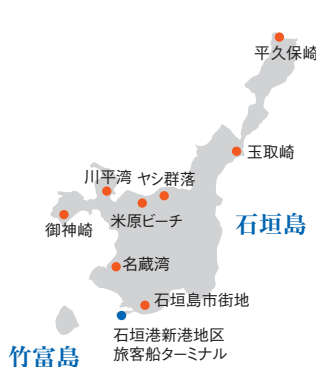 平久保崎
玉取崎
川平湾
ヤシ群落
米原ビーチ
御神崎
石垣島
名蔵湾
石垣島市街地
石垣港新港地区
旅客船ターミナル
竹富島